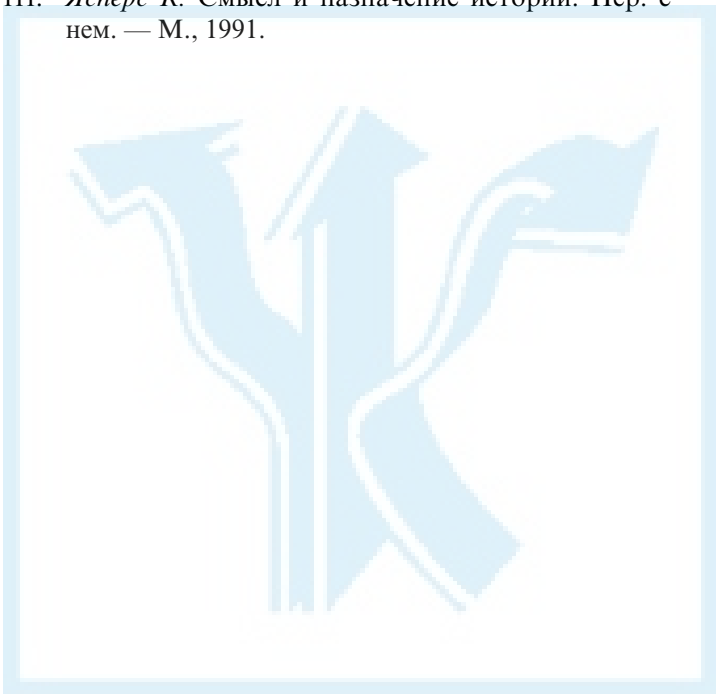 111. Ясперс К. Смысл и назначение истории. Пер. с
нем. — М., 1991.